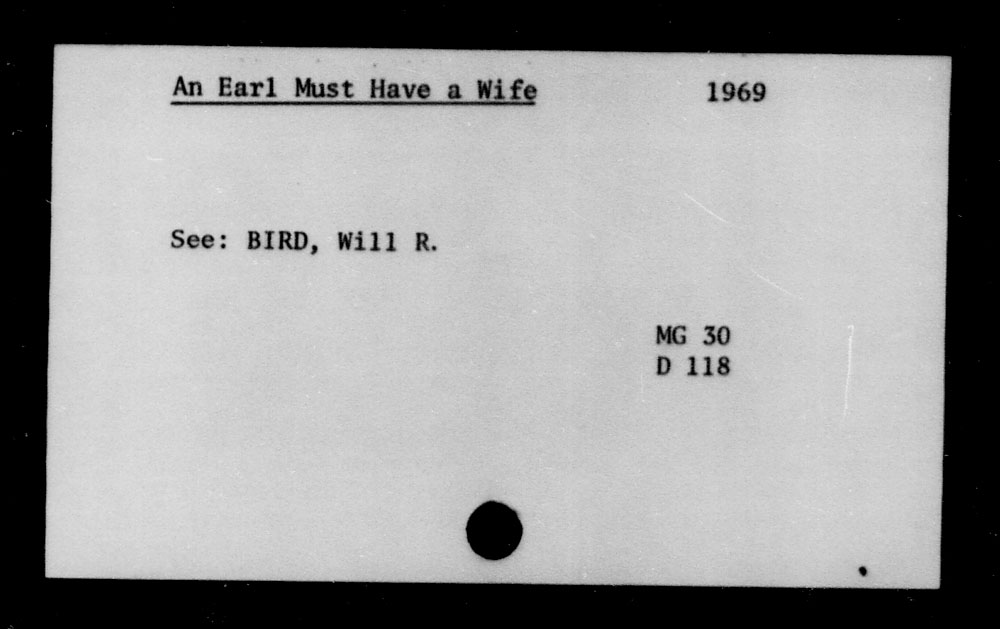 An Earl Must Have a Wife 1969
See: BIRD, Will R.
MG 30
D 118